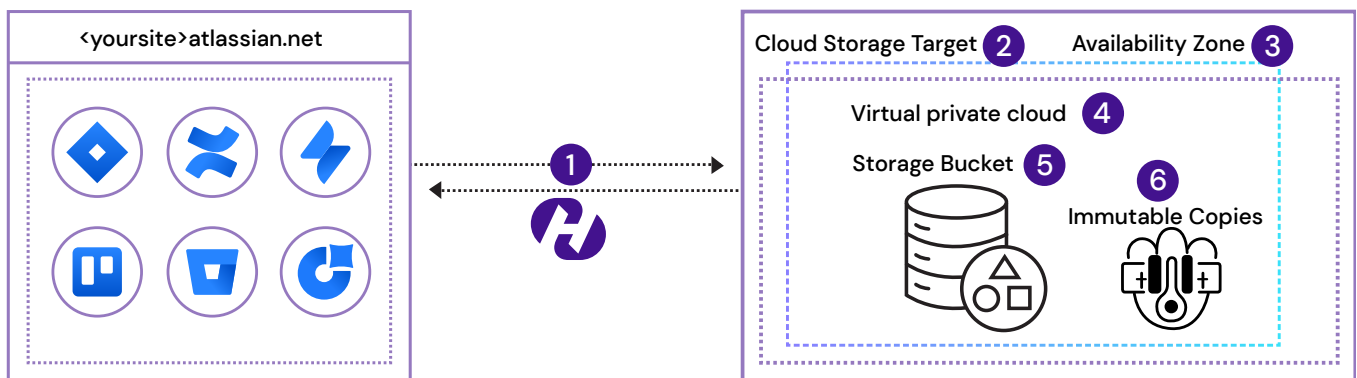 <yoursite>atlassian.net
Cloud Storage Target 2
Availability Zone 3
Virtual private cloud 4
1
Storage Bucket 5
6
Immutable Copies